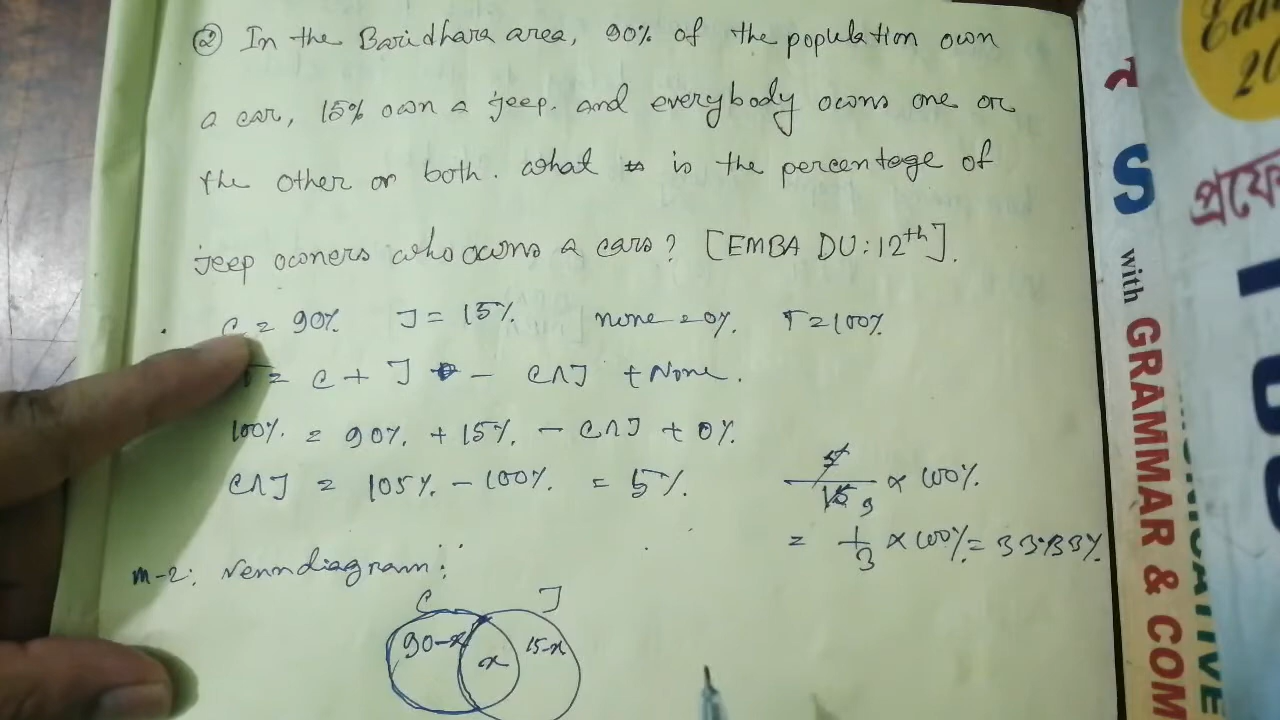 ② In the Baridhara area, 90% of the population own
a car, 15% own a jeep. and everybody owns one or
the other or both. what is the percentage of
jeep owners who owns a cars? [EMBA DU:12th].
C = 90%  J = 15%  none = 0%.  T = 100%
T = C + J - C∩J + None.
100% = 90% + 15% - C∩J + 0%.
C∩J = 105% - 100% = 5%.
5/15 3 × 100%
= 1/3 × 100% = 33.33%
m-2: Venndiagram:
C J
90-x x 15-x
S with GRAMMAR & COM
প্রফে